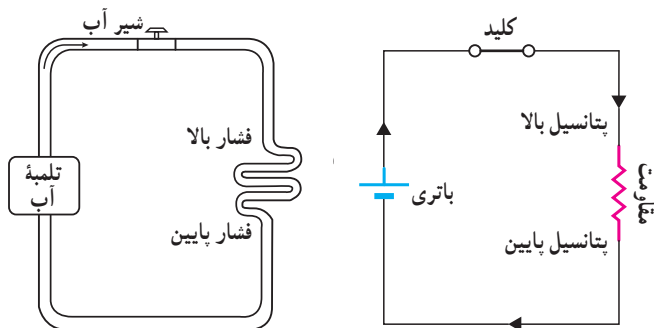 شیر آب
فشار بالا
تلمبهٔ
آب
فشار پایین
کلید
پتانسیل بالا
باتری
مقاومت
پتانسیل پایین